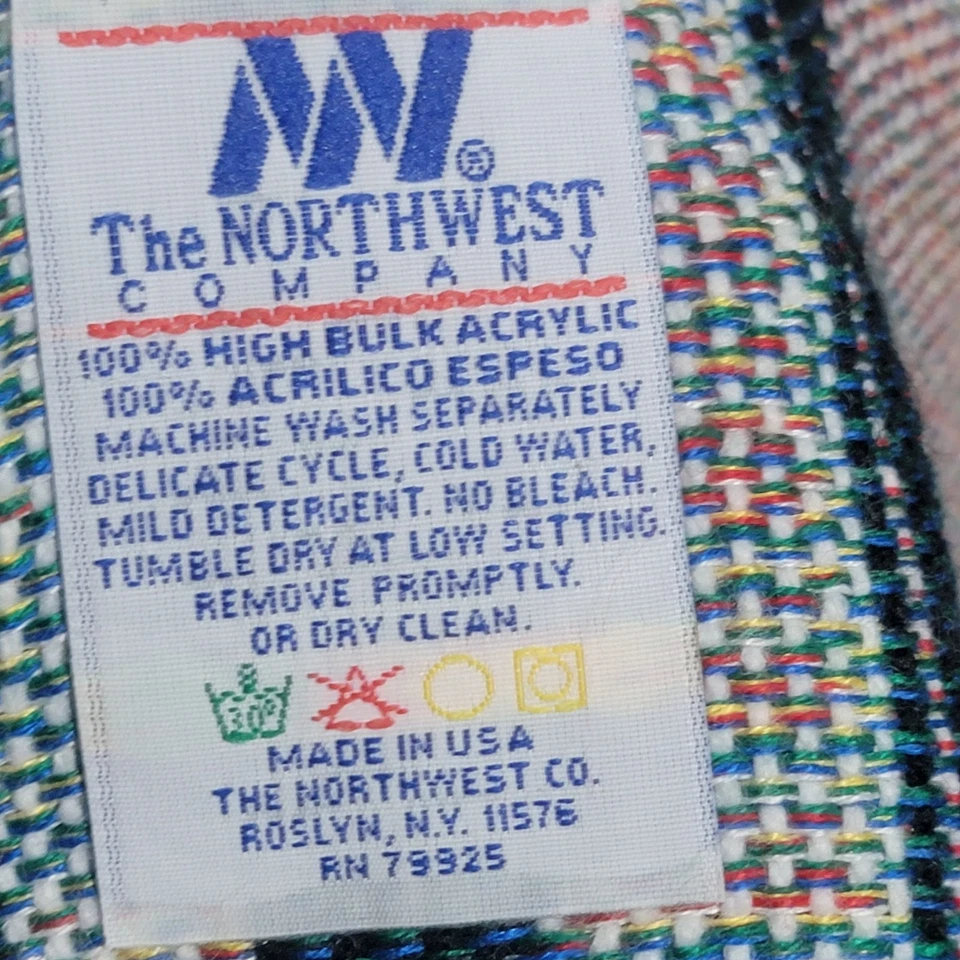 ®
The NORTHWEST
COMPANY
100% HIGH BULK ACRYLIC
100% ACRILICO ESPESO
MACHINE WASH SEPARATELY
DELICATE CYCLE, COLD WATER,
MILD DETERGENT. NO BLEACH.
TUMBLE DRY AT LOW SETTING.
REMOVE PROMPTLY.
OR DRY CLEAN.
30º
MADE IN USA
THE NORTHWEST CO.
ROSLYN, N.Y. 11576
RN 79925